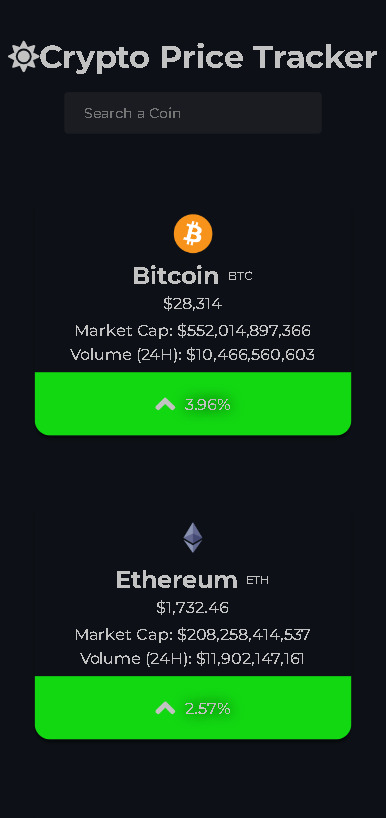 Crypto Price Tracker
Search a Coin
Bitcoin BTC
$28,314
Market Cap: $552,014,897,366
Volume (24H): $10,466,560,603
3.96%
Ethereum ETH
$1,732.46
Market Cap: $208,258,414,537
Volume (24H): $11,902,147,161
2.57%